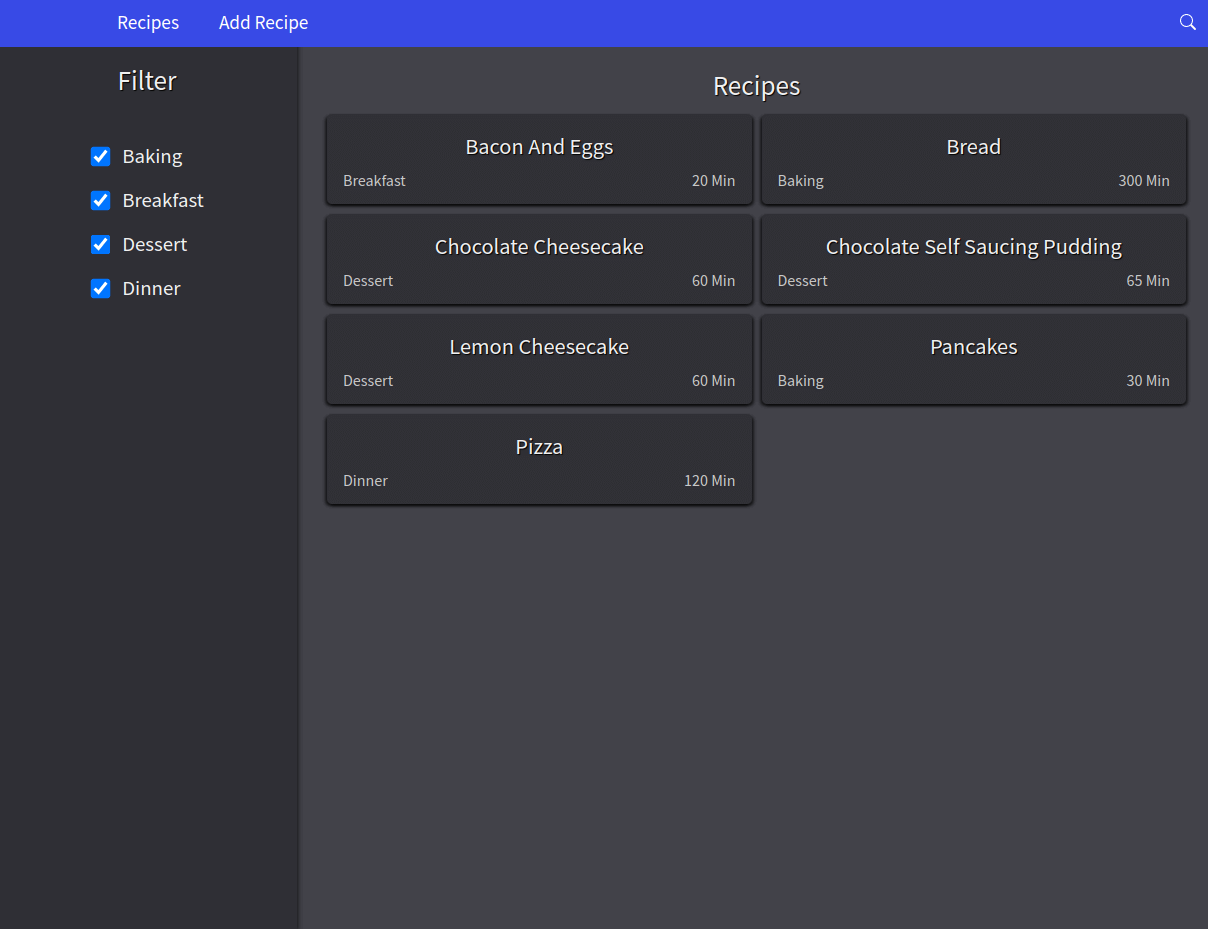 Recipes Add Recipe
Filter
Baking
Breakfast
Dessert
Dinner
Recipes
Bacon And Eggs
Breakfast 20 Min
Bread
Baking 300 Min
Chocolate Cheesecake
Dessert 60 Min
Chocolate Self Saucing Pudding
Dessert 65 Min
Lemon Cheesecake
Dessert 60 Min
Pancakes
Baking 30 Min
Pizza
Dinner 120 Min